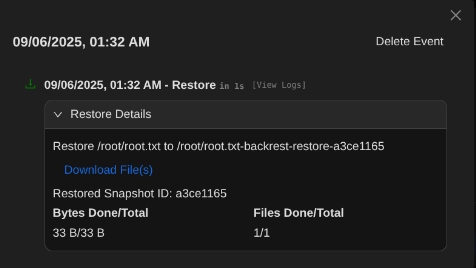 09/06/2025, 01:32 AM
Delete Event
09/06/2025, 01:32 AM - Restore in 1s [View Logs]
Restore Details
Restore /root/root.txt to /root/root.txt-backrest-restore-a3ce1165
Download File(s)
Restored Snapshot ID: a3ce1165
Bytes Done/Total Files Done/Total
33 B/33 B 1/1